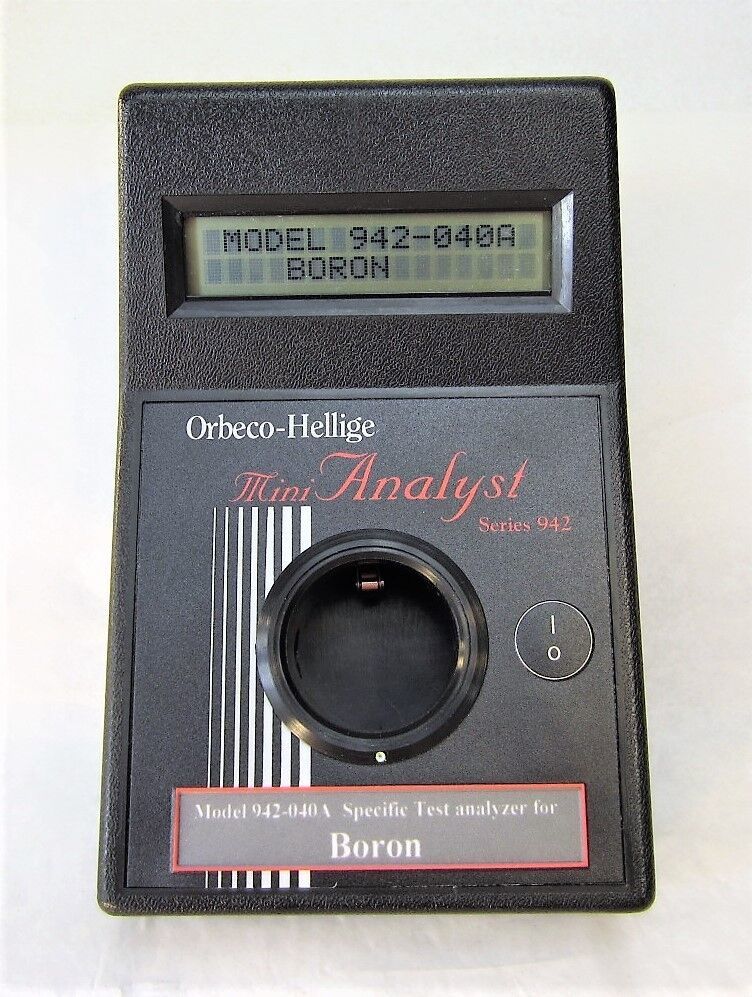 MODEL 942-040A
BORON
Orbeco-Hellige
Mini Analyst
Series 942
I
O
Model 942-040A Specific Test analyzer for
Boron